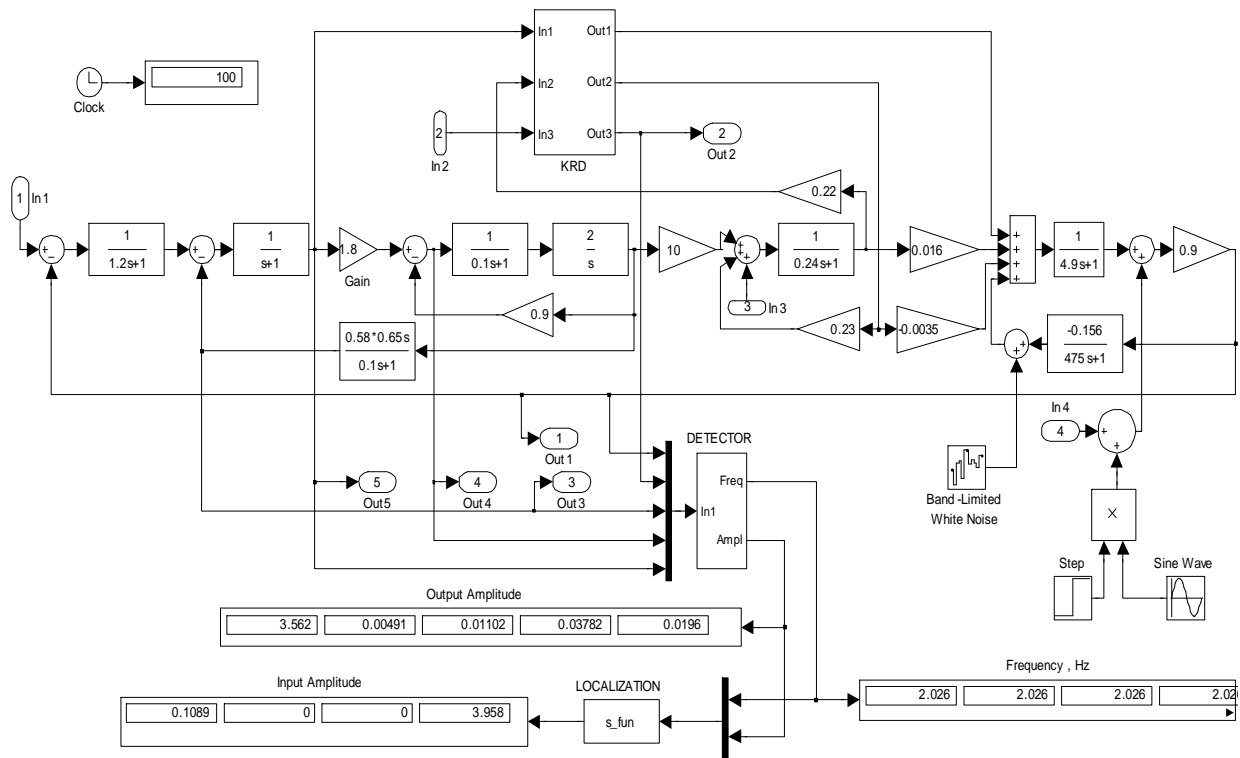 In1
Out1
100
Clock
In2
Out2
2
In3
Out3
2
In 2
Out 2
KRD
1
In 1
0.22
1
1.2s+1
1
s+1
1.8
Gain
1
0.1s+1
2
s
10
1
0.24s+1
0.016
1
4.9s+1
0.9
3
In 3
0.9
0.23
-0.0035
0.58*0.65s
0.1s+1
-0.156
475s+1
In 4
4
1
Out 1
DETECTOR
5
Out5
4
Out 4
3
Out 3
Freq
In1
Ampl
Band -Limited
White Noise
×
Step
Sine Wave
Output Amplitude
3.562 0.00491 0.01102 0.03782 0.0196
Frequency , Hz
2.026 2.026 2.026 2.02
Input Amplitude
0.1089 0 0 3.958
LOCALIZATION
s_fun